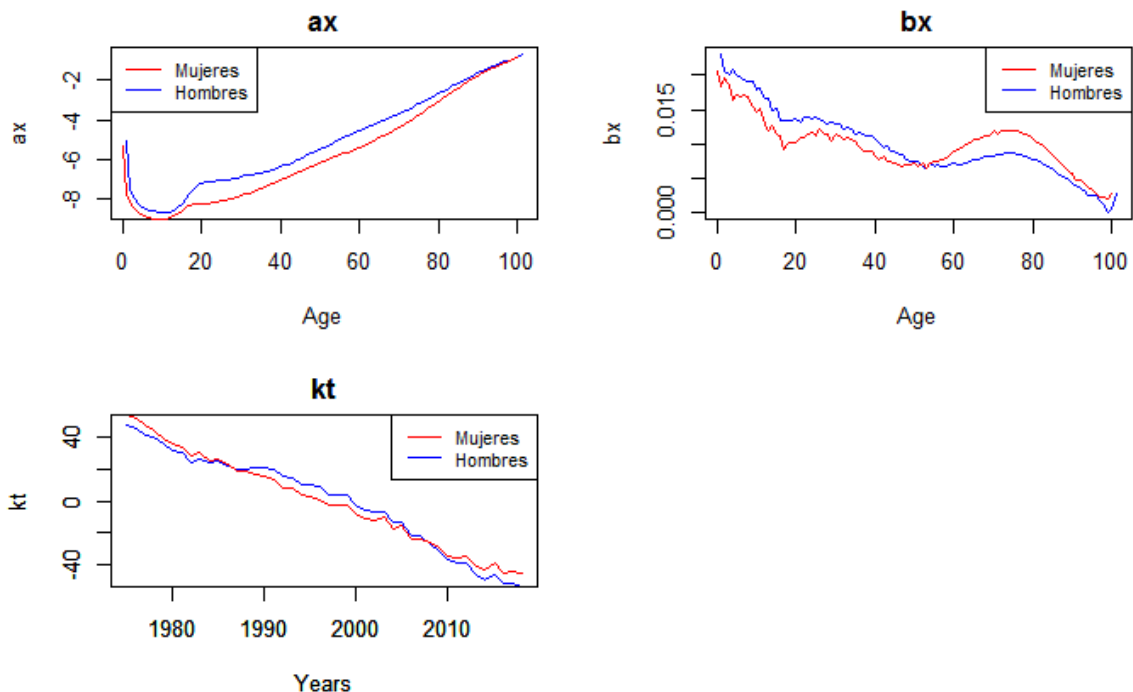 ax
Mujeres
Hombres
ax
-2
-4
-6
-8
0 20 40 60 80 100
Age
bx
Mujeres
Hombres
bx
0.015
0.000
0 20 40 60 80 100
Age
kt
Mujeres
Hombres
kt
40
0
-40
1980 1990 2000 2010
Years